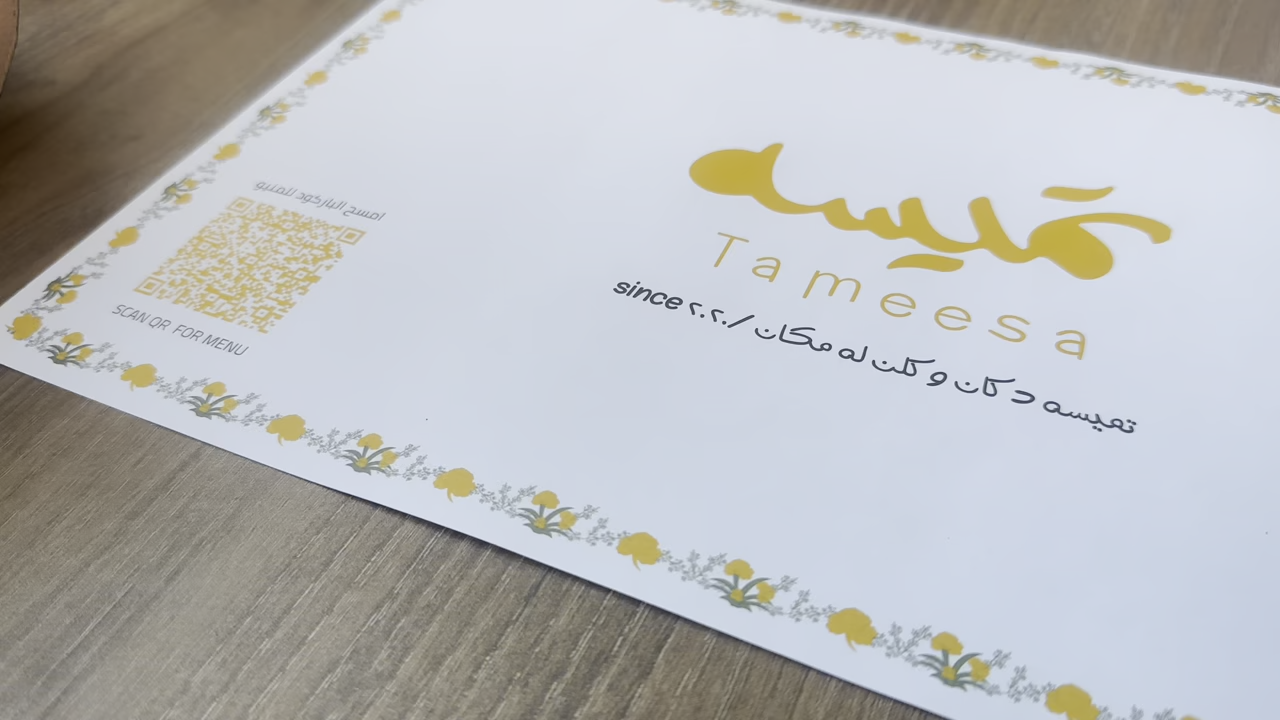 تميسه
Tameesa
تميسه دكان وكلن له مكان / since ٢٠٢٠
امسح الباركود للمنيو
SCAN QR FOR MENU